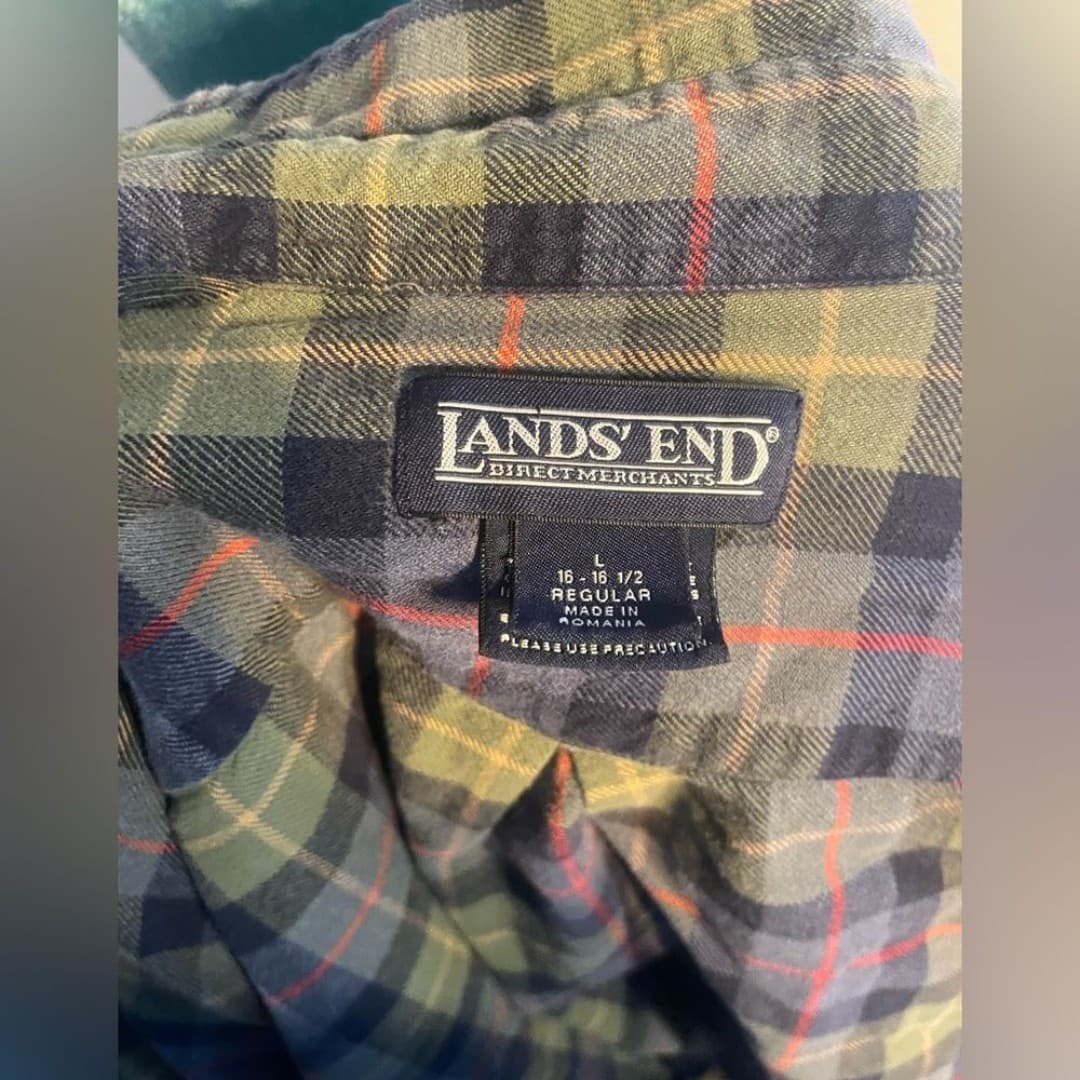 LANDS' END®
DIRECT MERCHANTS
L
16 - 16 1/2
REGULAR
MADE IN
ROMANIA
PLEASE USE PRECAUTION